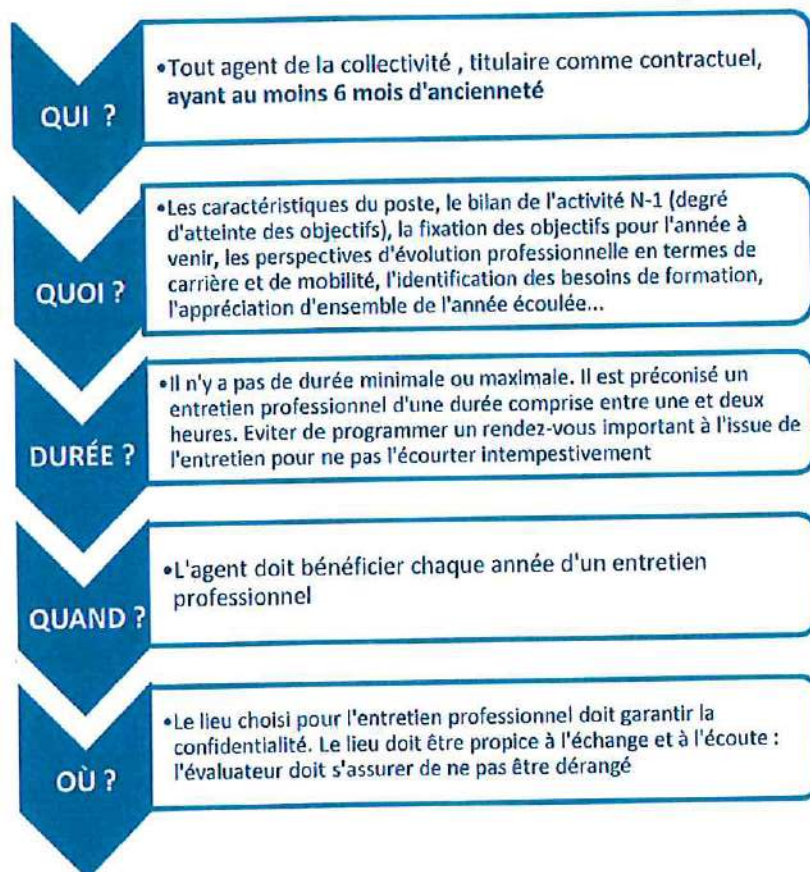 QUI ?
•Tout agent de la collectivité , titulaire comme contractuel,
ayant au moins 6 mois d'ancienneté
QUOI ?
•Les caractéristiques du poste, le bilan de l'activité N-1 (degré
d'atteinte des objectifs), la fixation des objectifs pour l'année à
venir, les perspectives d'évolution professionnelle en termes de
carrière et de mobilité, l'identification des besoins de formation,
l'appréciation d'ensemble de l'année écoulée...
DURÉE ?
•Il n'y a pas de durée minimale ou maximale. Il est préconisé un
entretien professionnel d'une durée comprise entre une et deux
heures. Eviter de programmer un rendez-vous important à l'issue de
l'entretien pour ne pas l'écourter intempestivement
QUAND ?
•L'agent doit bénéficier chaque année d'un entretien
professionnel
OÙ ?
•Le lieu choisi pour l'entretien professionnel doit garantir la
confidentialité. Le lieu doit être propice à l'échange et à l'écoute :
l'évaluateur doit s'assurer de ne pas être dérangé